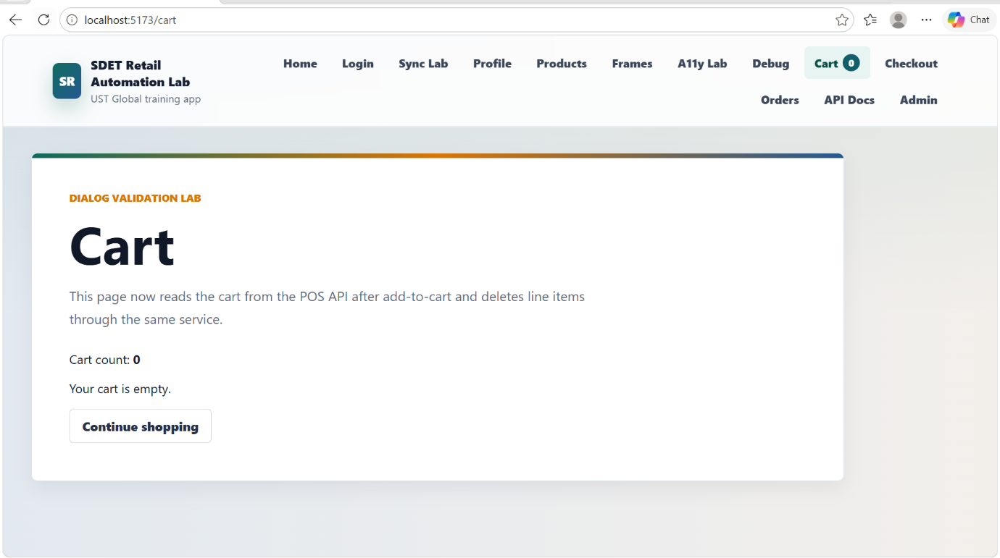 localhost:5173/cart
Chat
SR
SDET Retail
Automation Lab
UST Global training app
Home Login Sync Lab Profile Products Frames A11y Lab Debug Cart 0 Checkout
Orders API Docs Admin
DIALOG VALIDATION LAB
Cart
This page now reads the cart from the POS API after add-to-cart and deletes line items
through the same service.
Cart count: 0
Your cart is empty.
Continue shopping